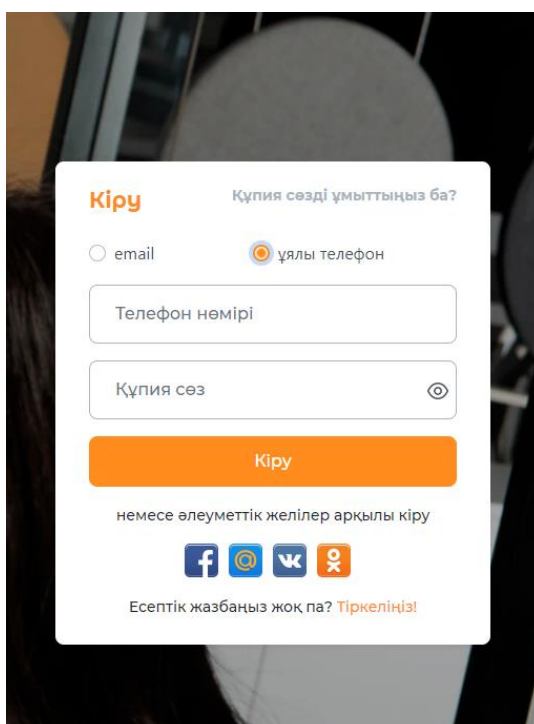 Кіру
Құпия сөзді ұмыттыңыз ба?
email
ұялы телефон
Телефон нөмірі
Құпия сөз
Кіру
немесе әлеуметтік желілер арқылы кіру
Есептік жазбаңыз жоқ па? Тіркеліңіз!